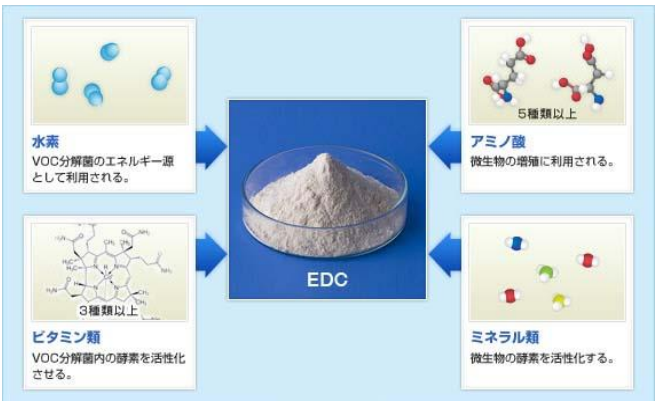 水素
VOC分解菌のエネルギー源
として利用される。
5種類以上
アミノ酸
微生物の増殖に利用される。
EDC
3種類以上
ビタミン類
VOC分解菌内の酵素を活性化
させる。
ミネラル類
微生物の酵素を活性化する。